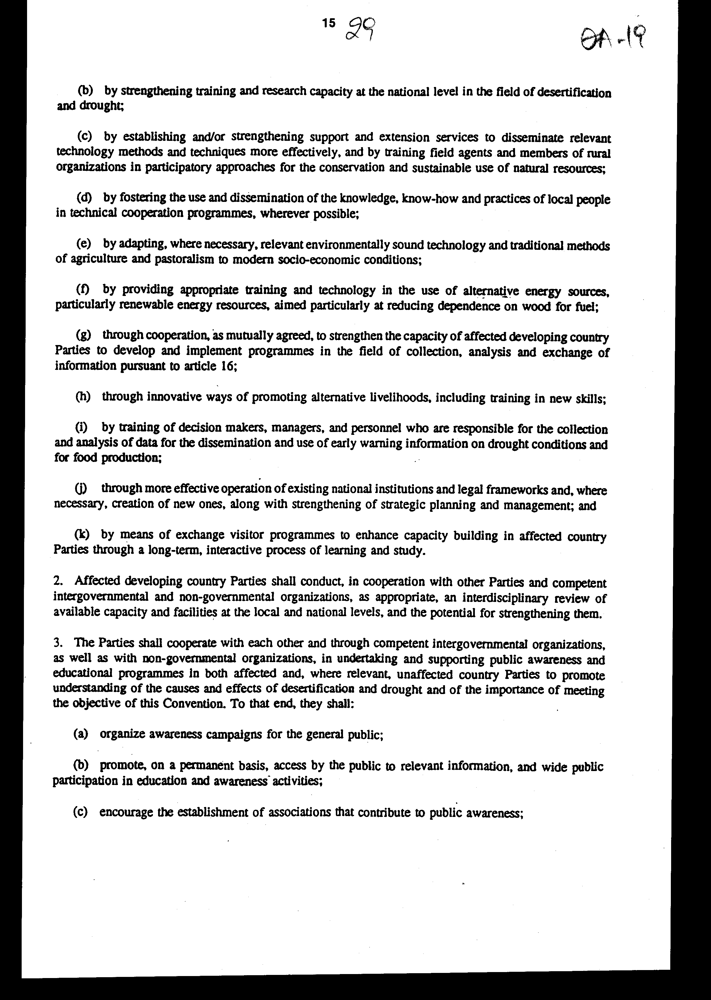 15 29
OA-19
(b) by strengthening training and research capacity at the national level in the field of desertification
and drought;
(c) by establishing and/or strengthening support and extension services to disseminate relevant
technology methods and techniques more effectively, and by training field agents and members of rural
organizations in participatory approaches for the conservation and sustainable use of natural resources;
(d) by fostering the use and dissemination of the knowledge, know-how and practices of local people
in technical cooperation programmes, wherever possible;
(e) by adapting, where necessary, relevant environmentally sound technology and traditional methods
of agriculture and pastoralism to modern socio-economic conditions;
(f) by providing appropriate training and technology in the use of alternative energy sources,
particularly renewable energy resources, aimed particularly at reducing dependence on wood for fuel;
(g) through cooperation, as mutually agreed, to strengthen the capacity of affected developing country
Parties to develop and implement programmes in the field of collection, analysis and exchange of
information pursuant to article 16;
(h) through innovative ways of promoting alternative livelihoods, including training in new skills;
(i) by training of decision makers, managers, and personnel who are responsible for the collection
and analysis of data for the dissemination and use of early warning information on drought conditions and
for food production;
(j) through more effective operation of existing national institutions and legal frameworks and, where
necessary, creation of new ones, along with strengthening of strategic planning and management; and
(k) by means of exchange visitor programmes to enhance capacity building in affected country
Parties through a long-term, interactive process of learning and study.
2. Affected developing country Parties shall conduct, in cooperation with other Parties and competent
intergovernmental and non-governmental organizations, as appropriate, an interdisciplinary review of
available capacity and facilities at the local and national levels, and the potential for strengthening them.
3. The Parties shall cooperate with each other and through competent intergovernmental organizations,
as well as with non-governmental organizations, in undertaking and supporting public awareness and
educational programmes in both affected and, where relevant, unaffected country Parties to promote
understanding of the causes and effects of desertification and drought and of the importance of meeting
the objective of this Convention. To that end, they shall:
(a) organize awareness campaigns for the general public;
(b) promote, on a permanent basis, access by the public to relevant information, and wide public
participation in education and awareness activities;
(c) encourage the establishment of associations that contribute to public awareness;